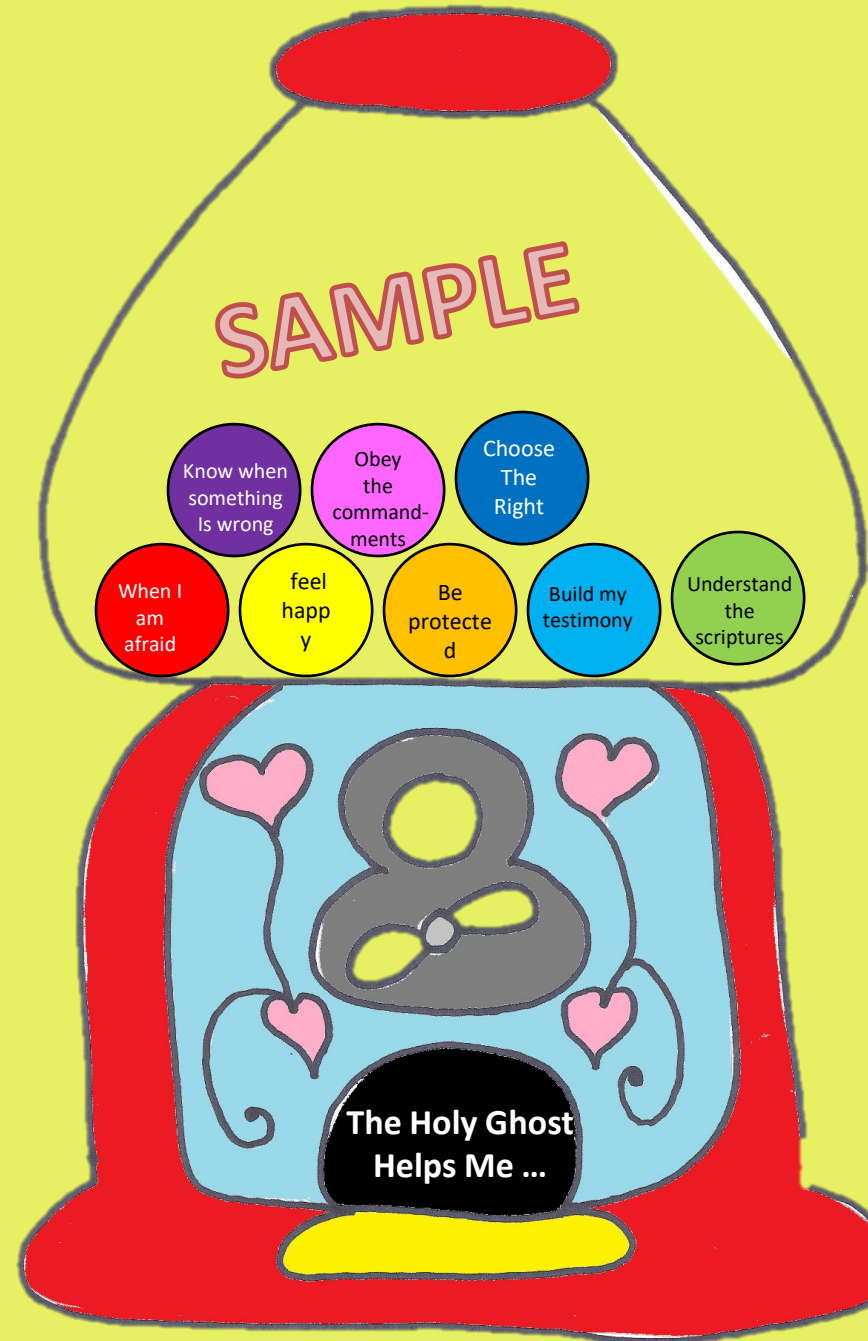 SAMPLE
Know when
something
Is wrong
Obey
the
command-
ments
Choose
The
Right
When I
am
afraid
feel
happ
y
Be
protecte
d
Build my
testimony
Understand
the
scriptures
8
The Holy Ghost
Helps Me ...